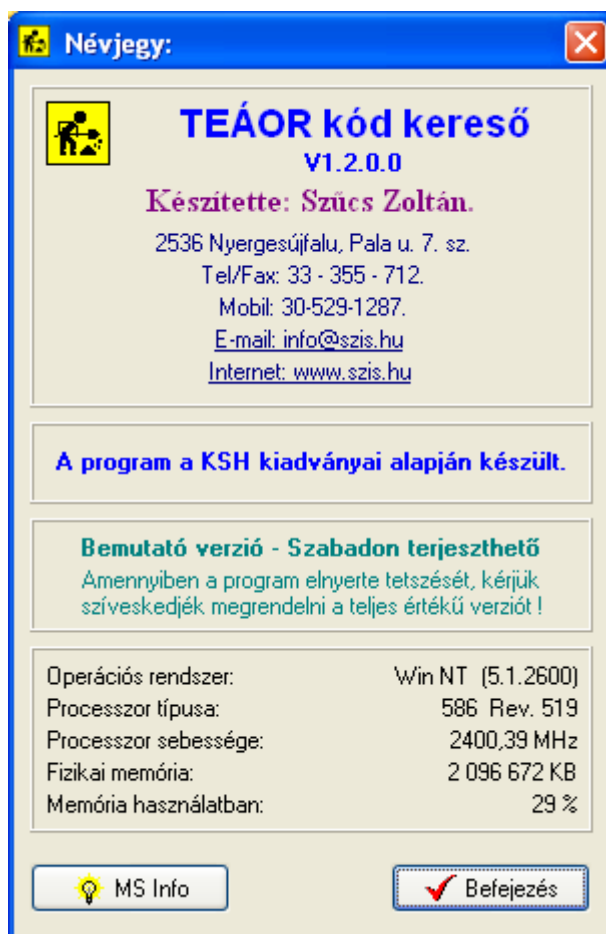 Névjegy:
TEÁOR kód kereső
V1.2.0.0
Készítette: Szűcs Zoltán.
2536 Nyergesújfalu, Pala u. 7. sz.
Tel/Fax: 33 - 355 - 712.
Mobil: 30-529-1287.
E-mail: info@szis.hu
Internet: www.szis.hu
A program a KSH kiadványai alapján készült.
Bemutató verzió - Szabadon terjeszthető
Amennyiben a program elnyerte tetszését, kérjük
szíveskedjék megrendelni a teljes értékű verziót !
Operációs rendszer: Win NT (5.1.2600)
Processzor típusa: 586 Rev. 519
Processzor sebessége: 2400,39 MHz
Fizikai memória: 2 096 672 KB
Memória használatban: 29 %
MS Info Befejezés